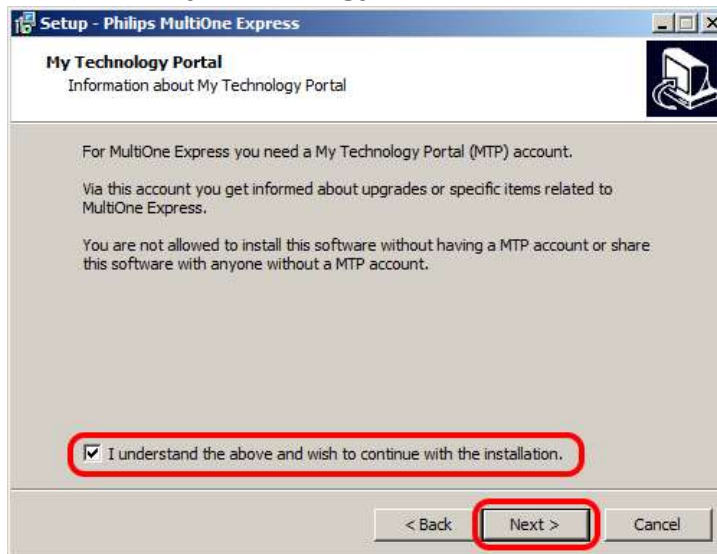 Setup - Philips MultiOne Express
My Technology Portal
Information about My Technology Portal
For MultiOne Express you need a My Technology Portal (MTP) account.
Via this account you get informed about upgrades or specific items related to
MultiOne Express.
You are not allowed to install this software without having a MTP account or share
this software with anyone without a MTP account.
I understand the above and wish to continue with the installation.
< Back
Next >
Cancel